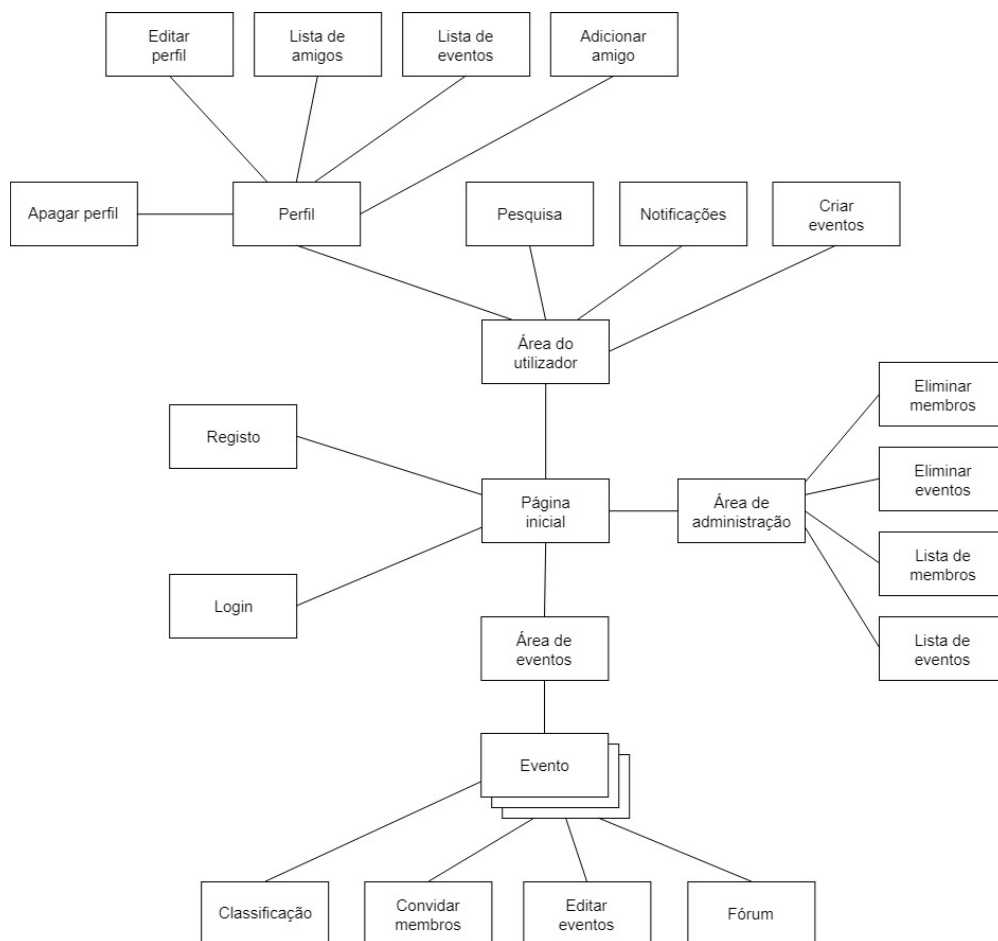 Editar
perfil
Lista de
amigos
Lista de
eventos
Adicionar
amigo
Apagar perfil
Perfil
Pesquisa
Notificações
Criar
eventos
Área do
utilizador
Eliminar
membros
Registo
Eliminar
eventos
Página
inicial
Área de
administração
Lista de
membros
Login
Lista de
eventos
Área de
eventos
Evento
Classificação
Convidar
membros
Editar
eventos
Fórum